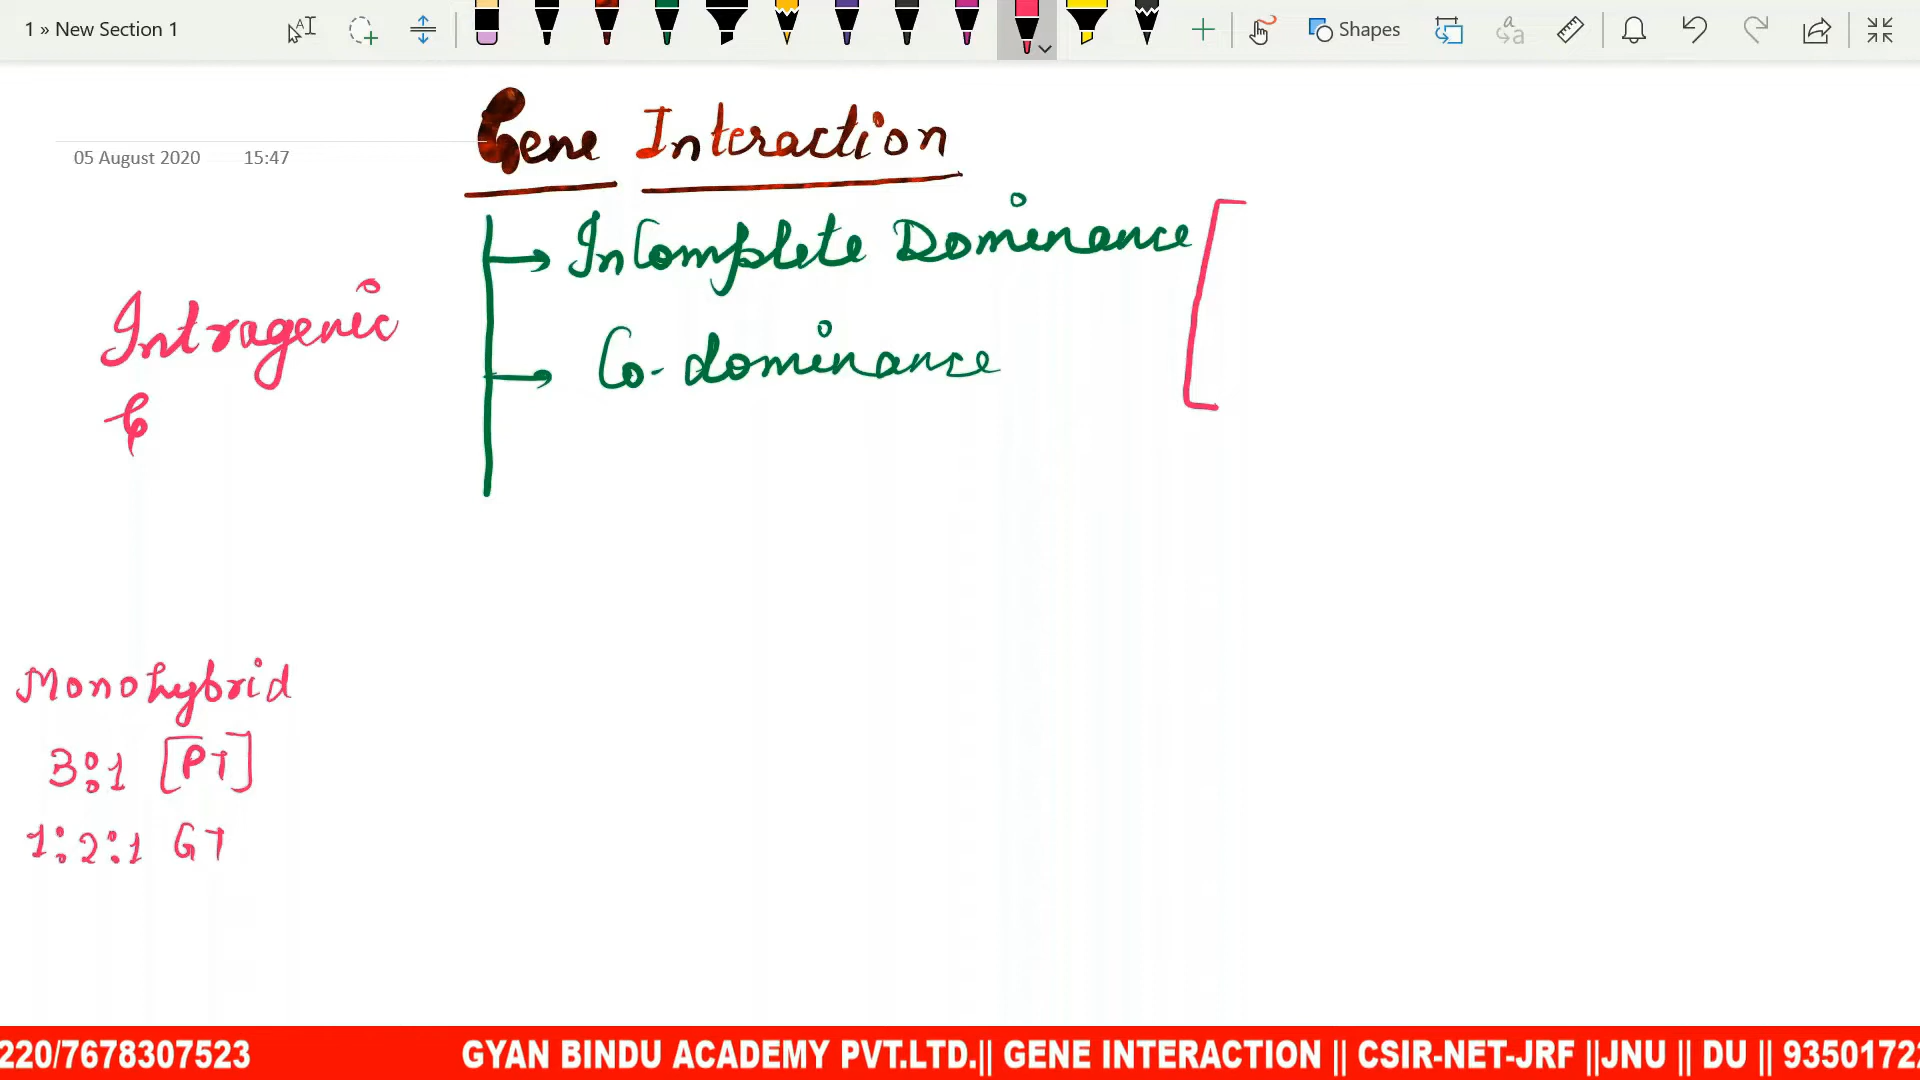 1 » New Section 1
Shapes
Gene Interaction
05 August 2020 15:47
InComplete Dominance
Intragenic
Co-dominance
Monohybrid
3:1 [PT]
1:2:1 GT
220/7678307523 GYAN BINDU ACADEMY PVT.LTD.|| GENE INTERACTION || CSIR-NET-JRF ||JNU || DU || 93501722